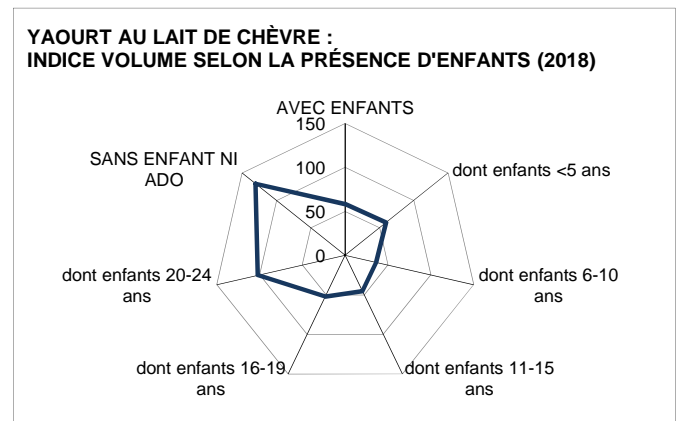 YAOURT AU LAIT DE CHÈVRE :
INDICE VOLUME SELON LA PRÉSENCE D'ENFANTS (2018)
AVEC ENFANTS
150
SANS ENFANT NI
ADO
100
dont enfants <5 ans
50
0
dont enfants 20-24
ans
dont enfants 6-10
ans
dont enfants 16-19
ans
dont enfants 11-15
ans